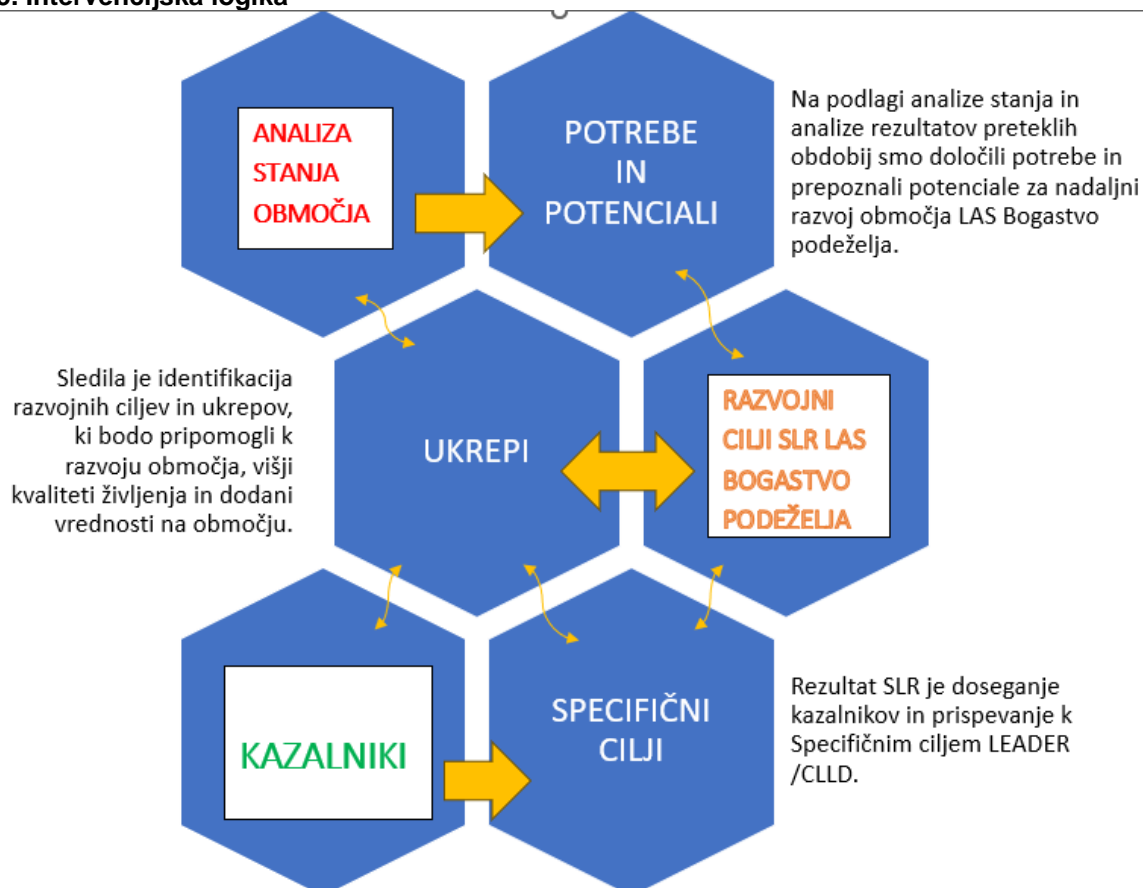 Intervencijska logika
ANALIZA
STANJA
OBMOČJA
POTREBE
IN
POTENCIALI
Na podlagi analize stanja in
analize rezultatov preteklih
obdobij smo določili potrebe in
prepoznali potenciale za nadaljni
razvoj območja LAS Bogastvo
podeželja.
Sledila je identifikacija
razvojnih ciljev in ukrepov,
ki bodo pripomogli k
razvoju območja, višji
kvaliteti življenja in dodani
vrednosti na območju.
UKREPI
RAZVOJNI
CILJI SLR LAS
BOGASTVO
PODEŽELJA
KAZALNIKI
SPECIFIČNI
CILJI
Rezultat SLR je doseganje
kazalnikov in prispevanje k
Specifičnim ciljem LEADER
/CLLD.